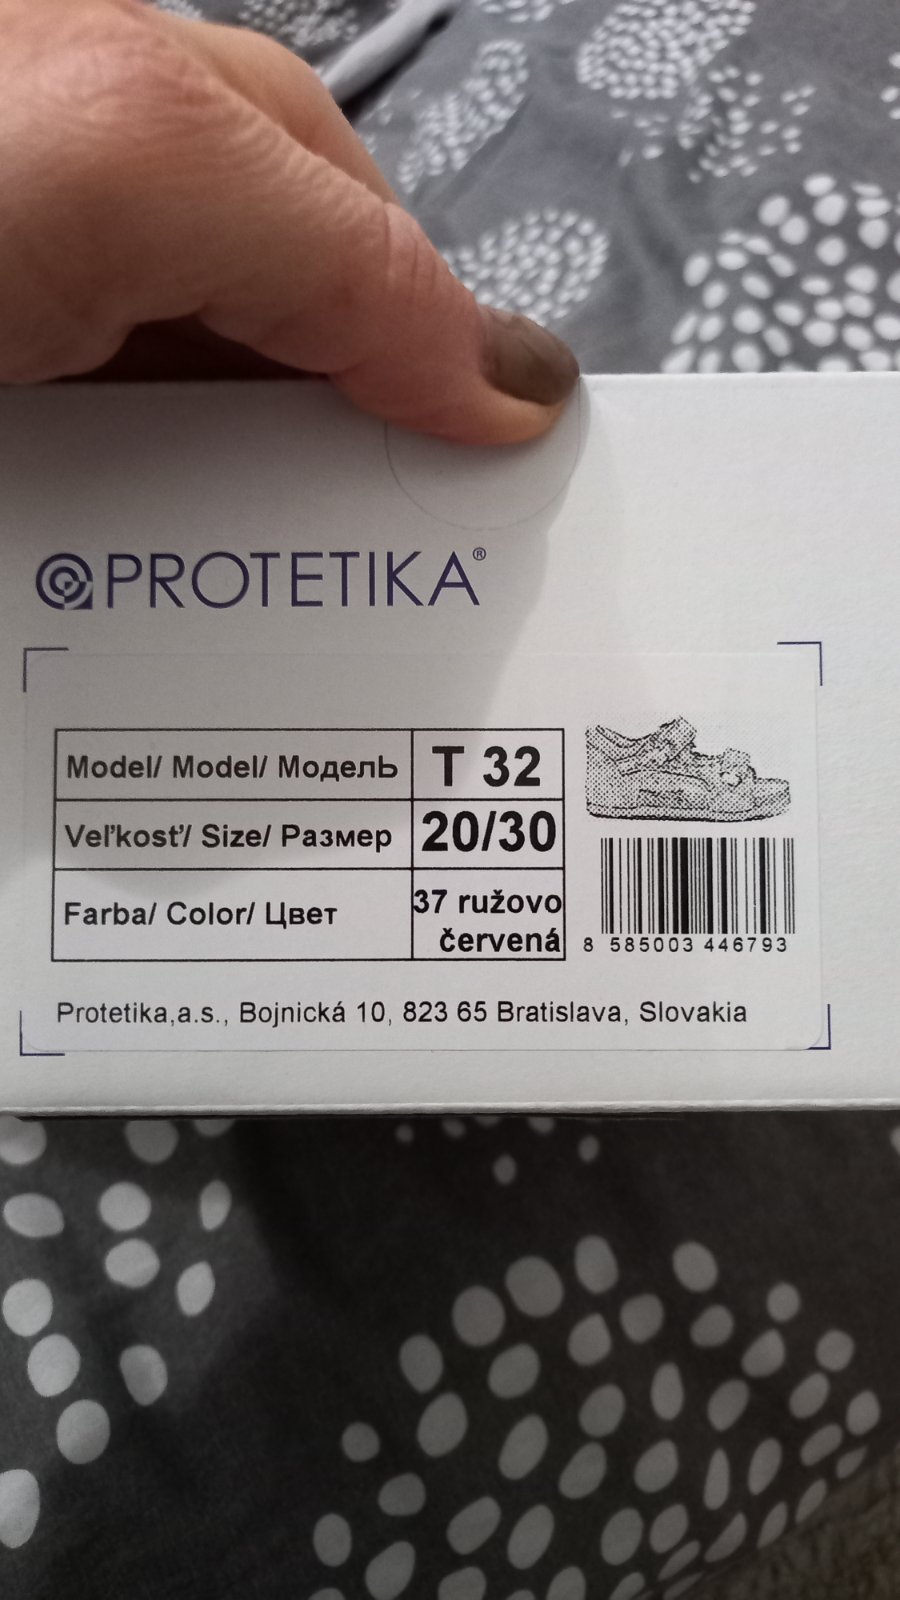 PROTETIKA®
Model/ Model/ Модель T 32
Veľkosť/ Size/ Размер 20/30
Farba/ Color/ Цвет 37 ružovo
červená
8 585003 446793
Protetika,a.s., Bojnická 10, 823 65 Bratislava, Slovakia